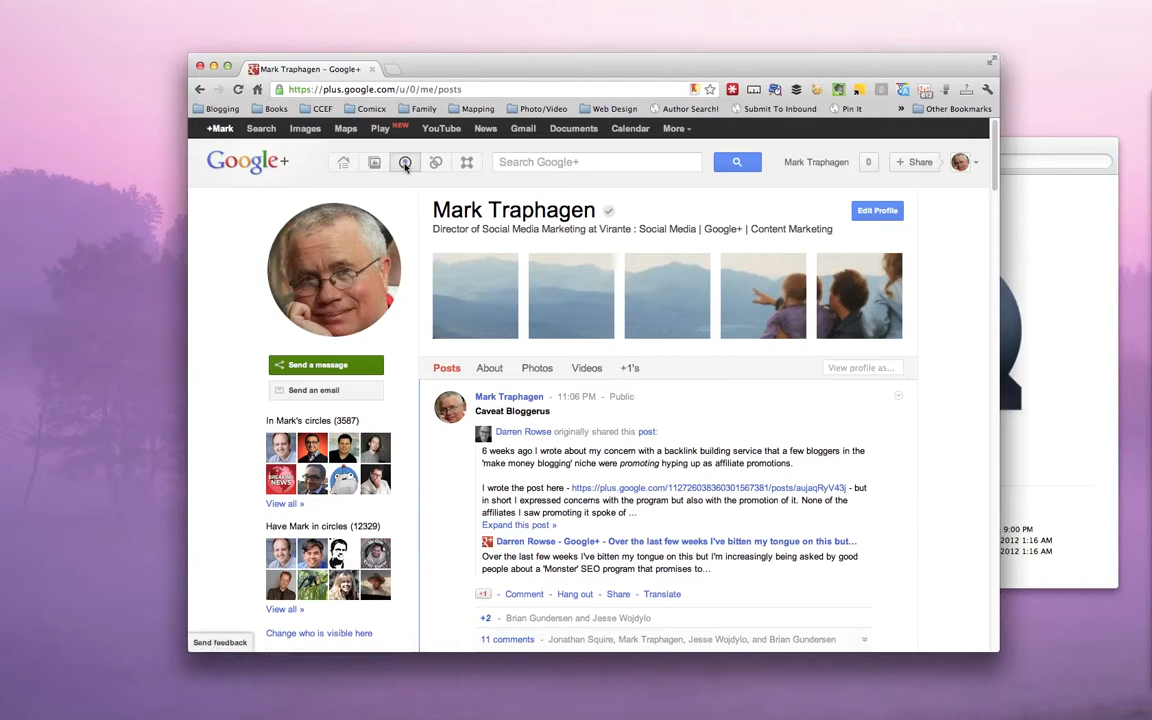 Mark Traphagen - Google+
https://plus.google.com/u/0/me/posts
Blogging Books CCEF Comicx Family Mapping Photo/Video Web Design Author Search! Submit To Inbound Pin It » Other Bookmarks
+Mark Search Images Maps Play NEW YouTube News Gmail Documents Calendar More
Google+ Search Google+ Mark Traphagen 0 + Share
Mark Traphagen
Edit Profile
Director of Social Media Marketing at Virante : Social Media | Google+ | Content Marketing
Send a message
Send an email
In Mark's circles (3587)
BREAKING NEWS
View all »
Have Mark in circles (12329)
View all »
Change who is visible here
Send feedback
Posts About Photos Videos +1's View profile as...
Mark Traphagen - 11:06 PM - Public
Caveat Bloggerus
Darren Rowse originally shared this post:
6 weeks ago I wrote about my concern with a backlink building service that a few bloggers in the
'make money blogging' niche were promoting hyping up as affiliate promotions.
I wrote the post here - https://plus.google.com/112726038360301567381/posts/aujaqRyV43j - but
in short I expressed concerns with the program but also with the promotion of it. None of the
affiliates I saw promoting it spoke of ...
Expand this post »
Darren Rowse - Google+ - Over the last few weeks I've bitten my tongue on this but...
Over the last few weeks I've bitten my tongue on this but I'm increasingly being asked by good
people about a 'Monster' SEO program that promises to...
+1 - Comment - Hang out - Share - Translate
+2 - Brian Gundersen and Jesse Wojdylo
11 comments - Jonathan Squire, Mark Traphagen, Jesse Wojdylo, and Brian Gundersen
9:00 PM
2012 1:16 AM
2012 1:16 AM